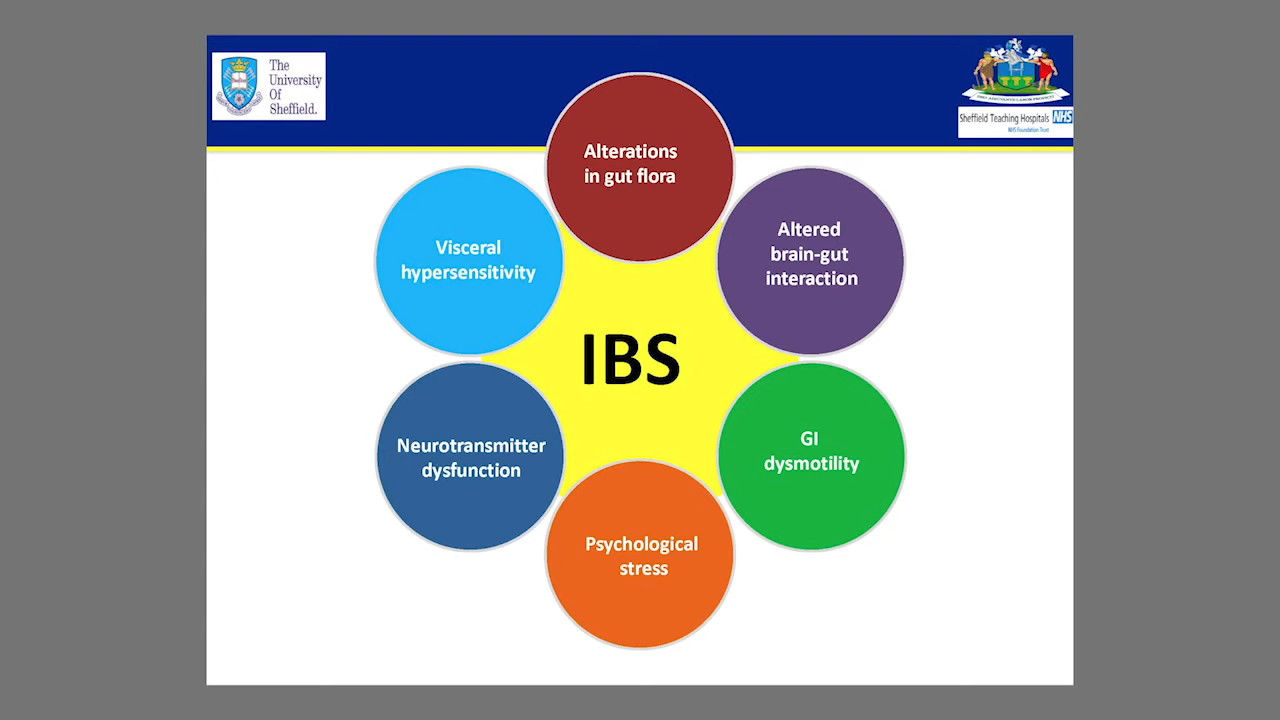 The
University
Of
Sheffield.
Sheffield Teaching Hospitals NHS
NHS Foundation Trust
Alterations
in gut flora
Altered
brain-gut
interaction
GI
dysmotility
Psychological
stress
Neurotransmitter
dysfunction
Visceral
hypersensitivity
IBS